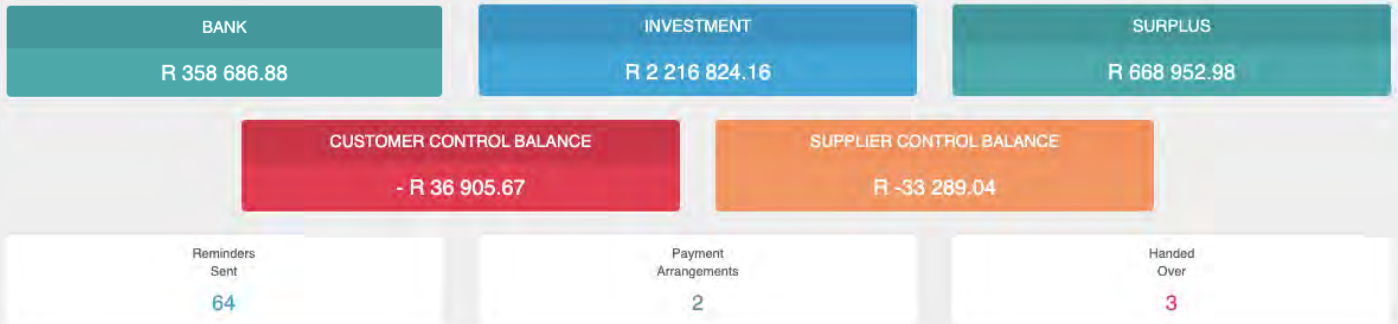 BANK
R 358 686.88
INVESTMENT
R 2 216 824.16
SURPLUS
R 668 952.98
CUSTOMER CONTROL BALANCE
- R 36 905.67
SUPPLIER CONTROL BALANCE
R -33 289.04
Reminders
Sent
64
Payment
Arrangements
2
Handed
Over
3